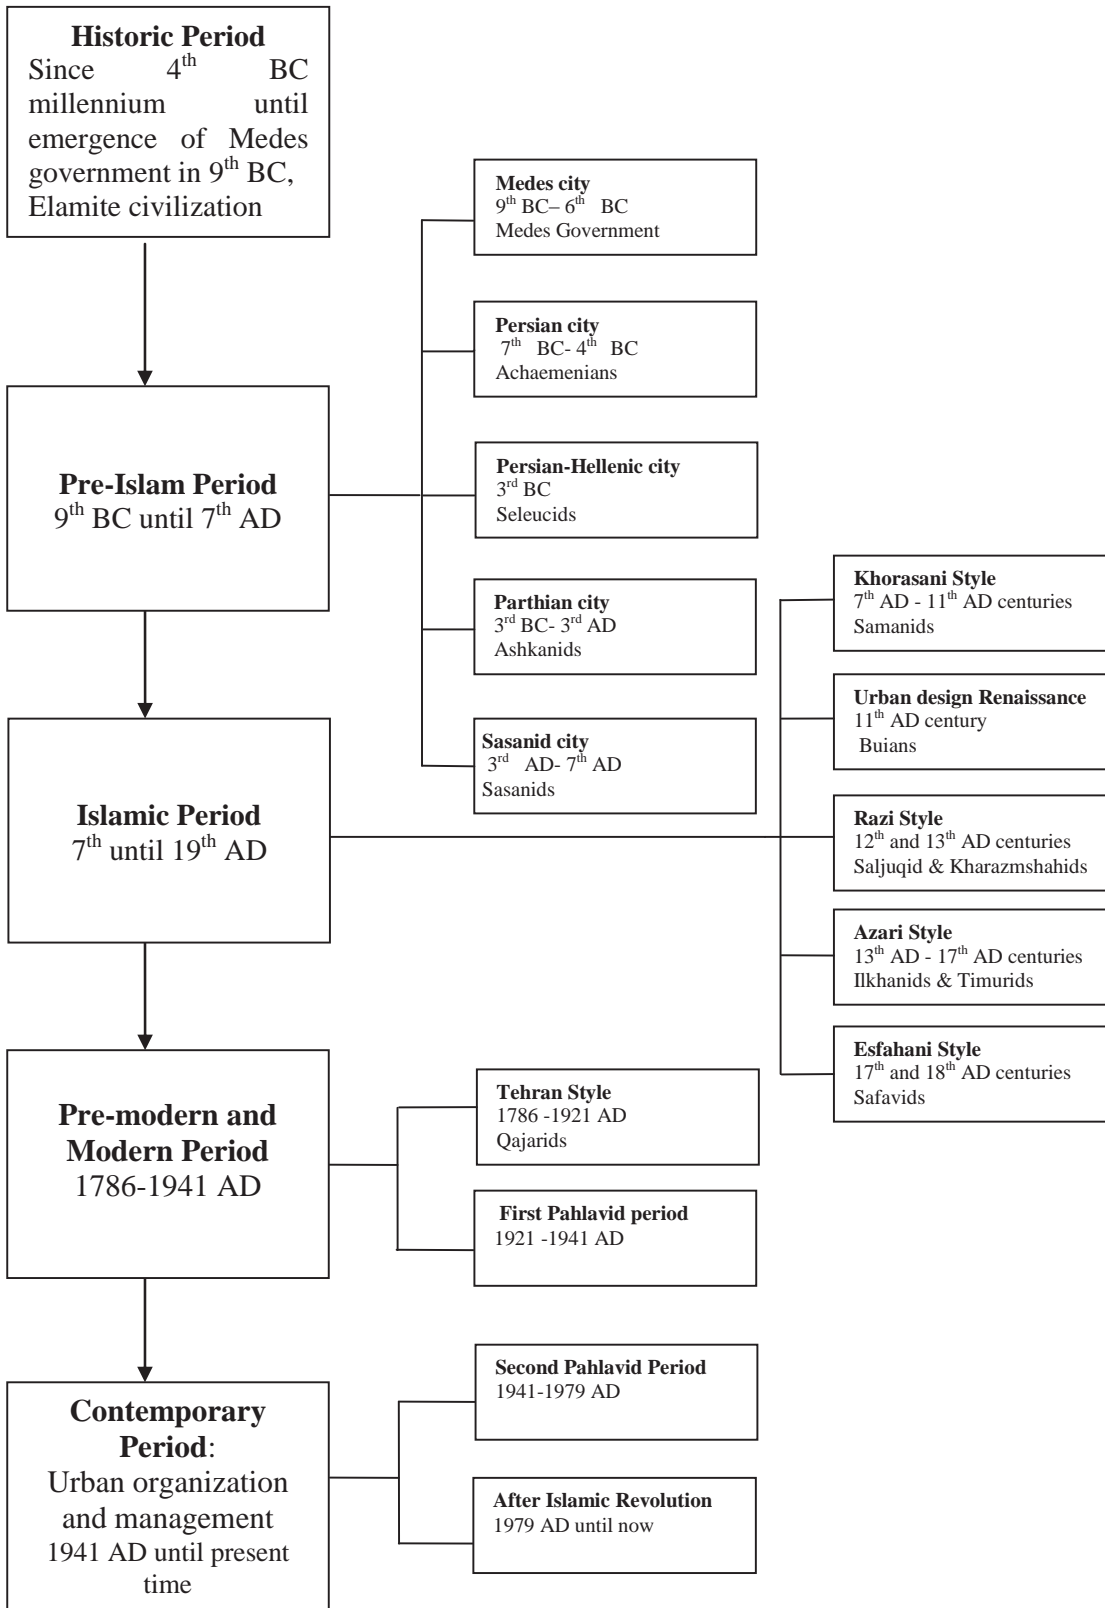 Historic Period
Since 4th BC
millennium until
emergence of Medes
government in 9th BC,
Elamite civilization
Medes city
9th BC– 6th BC
Medes Government
Persian city
7th BC- 4th BC
Achaemenians
Pre-Islam Period
9th BC until 7th AD
Persian-Hellenic city
3rd BC
Seleucids
Parthian city
3rd BC- 3rd AD
Ashkanids
Sasanid city
3rd AD- 7th AD
Sasanids
Islamic Period
7th until 19th AD
Khorasani Style
7th AD - 11th AD centuries
Samanids
Urban design Renaissance
11th AD century
Buians
Razi Style
12th and 13th AD centuries
Saljuqid & Kharazmshahids
Azari Style
13th AD - 17th AD centuries
Ilkhanids & Timurids
Esfahani Style
17th and 18th AD centuries
Safavids
Pre-modern and
Modern Period
1786-1941 AD
Tehran Style
1786 -1921 AD
Qajarids
First Pahlavid period
1921 -1941 AD
Contemporary
Period:
Urban organization
and management
1941 AD until present
time
Second Pahlavid Period
1941-1979 AD
After Islamic Revolution
1979 AD until now